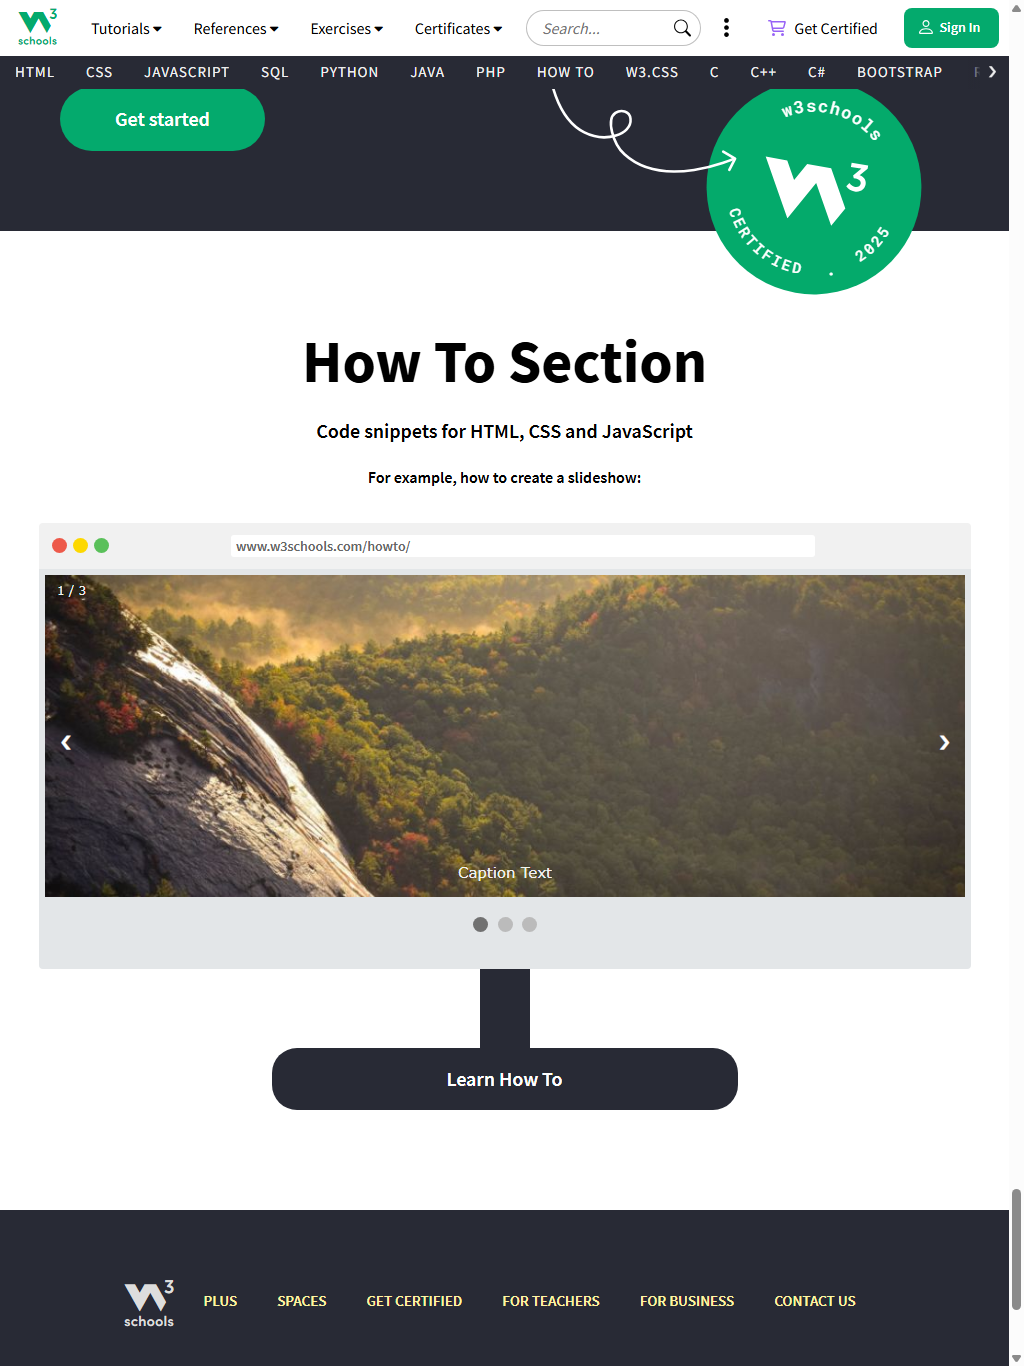 3
schools
Tutorials
References
Exercises
Certificates
Search...
Get Certified
Sign In
HTML
CSS
JAVASCRIPT
SQL
PYTHON
JAVA
PHP
HOW TO
W3.CSS
C
C++
C#
BOOTSTRAP
Get started
w3schools
3
CERTIFIED . 2025
How To Section
Code snippets for HTML, CSS and JavaScript
For example, how to create a slideshow:
www.w3schools.com/howto/
1 / 3
Caption Text
Learn How To
3
schools
PLUS
SPACES
GET CERTIFIED
FOR TEACHERS
FOR BUSINESS
CONTACT US